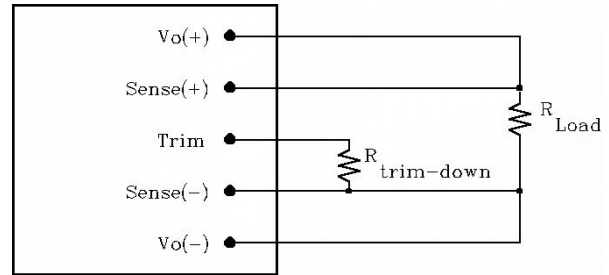 Vo(+)
Sense(+)
Trim
Sense(-)
Vo(-)
R Load
R trim-down